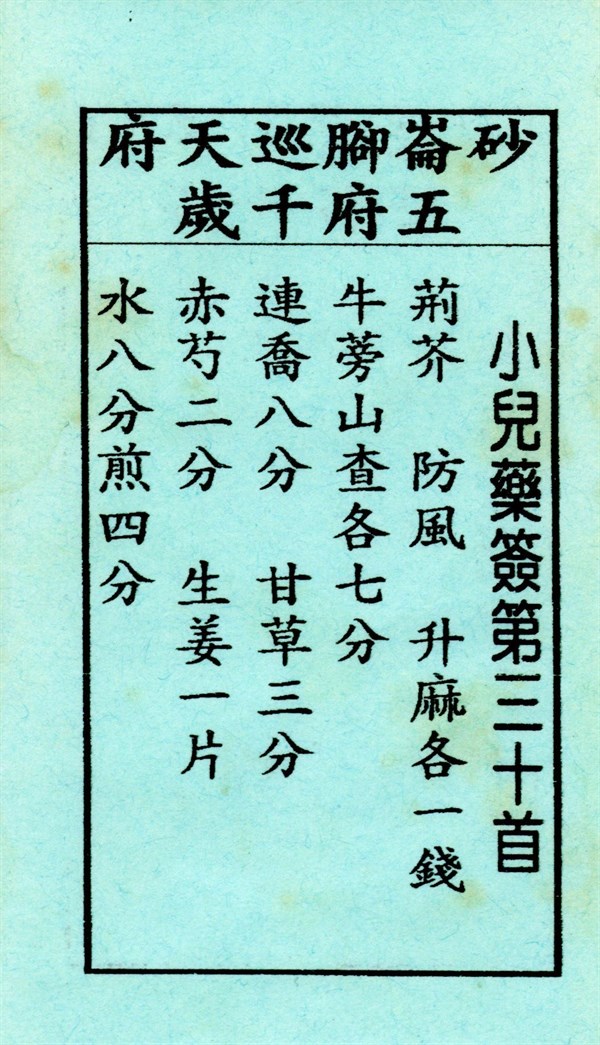 砂崙腳巡天府
五府千歲
小兒藥簽第三十首
荊芥 防風 升麻各一錢
牛蒡山查各七分
連喬八分 甘草三分
赤芍二分 生姜一片
水八分煎四分